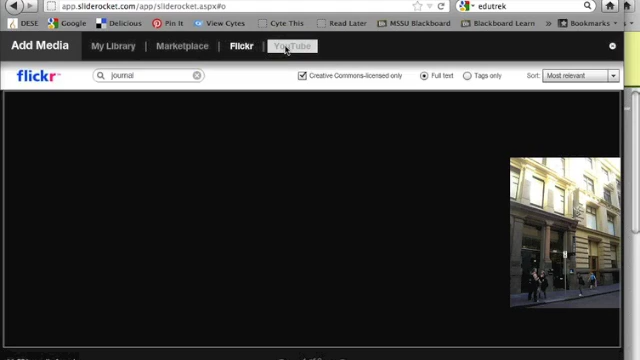 app.sliderocket.com/app/sliderocket.aspx#o
edutrek
DESE Google Delicious Pin It View Cytes Cyte This Read Later MSSU Blackboard Blackboard Learn Bookmarks
Add Media My Library | Marketplace | Flickr | YouTube
flickr journal Creative Commons-licensed only Full text Tags only Sort: Most relevant